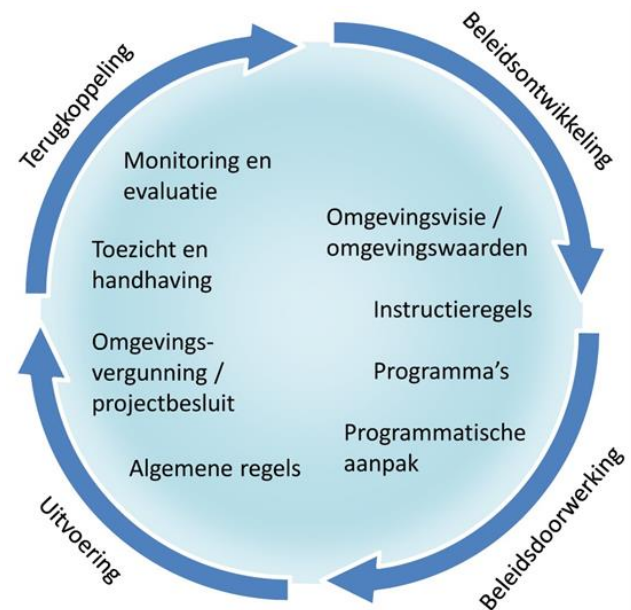 Terugkoppeling
Beleidsontwikkeling
Monitoring en
evaluatie
Omgevingsvisie /
omgevingswaarden
Toezicht en
handhaving
Instructieregels
Omgevings-
vergunning /
projectbesluit
Programma’s
Programmatische
aanpak
Algemene regels
Uitvoering
Beleidsdoorwerking